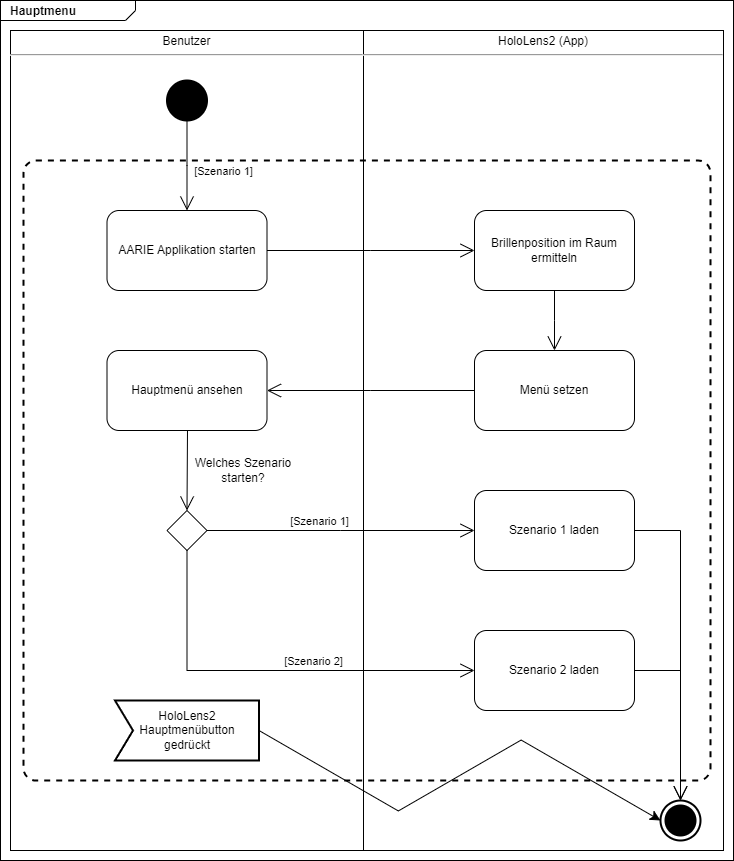 Hauptmenu
Benutzer
HoloLens2 (App)
[Szenario 1]
AARIE Applikation starten
Brillenposition im Raum
ermitteln
Hauptmenü ansehen
Menü setzen
Welches Szenario
starten?
[Szenario 1]
Szenario 1 laden
[Szenario 2]
Szenario 2 laden
HoloLens2
Hauptmenübutton
gedrückt